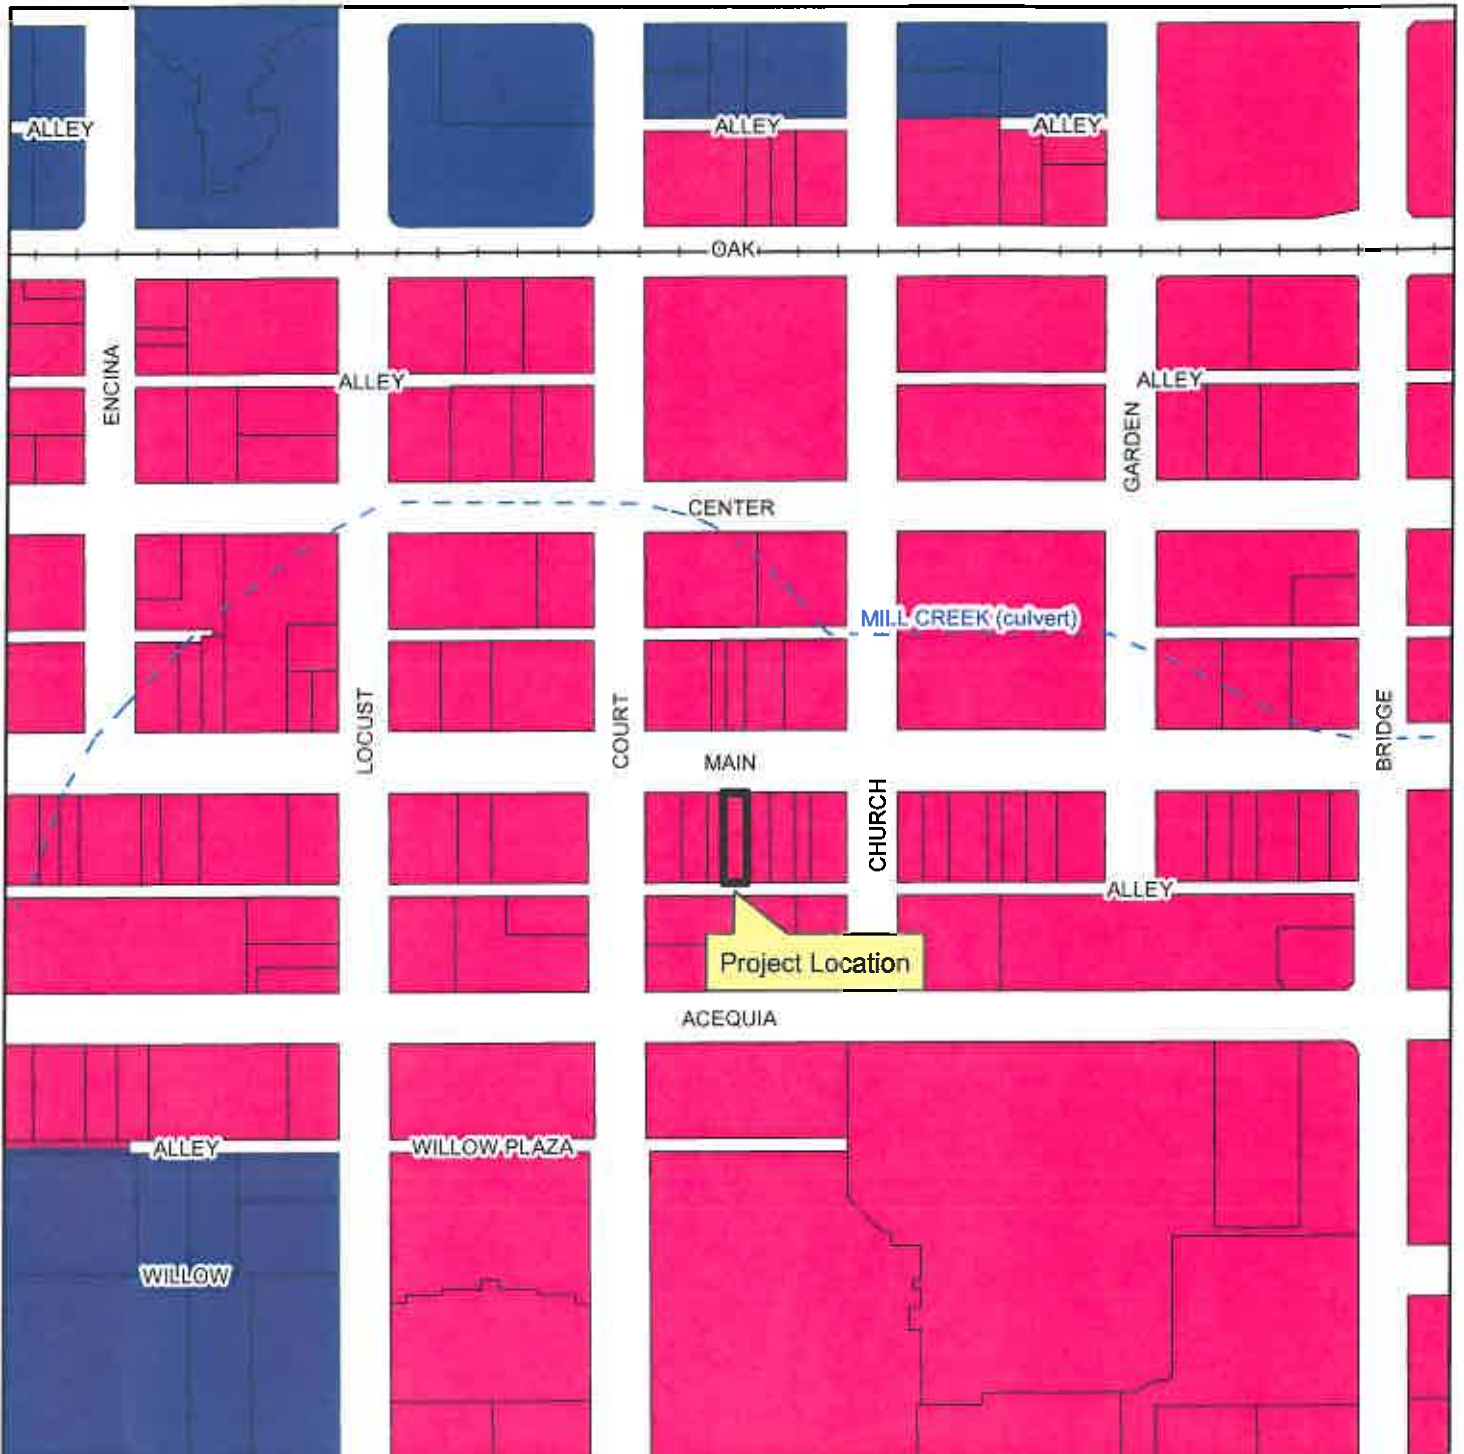 ALLEY
ALLEY
ALLEY
OAK
ENCINA
ALLEY
ALLEY
GARDEN
CENTER
MILL CREEK (culvert)
LOCUST
COURT
BRIDGE
MAIN
CHURCH
ALLEY
Project Location
ACEQUIA
ALLEY
WILLOW PLAZA
WILLOW